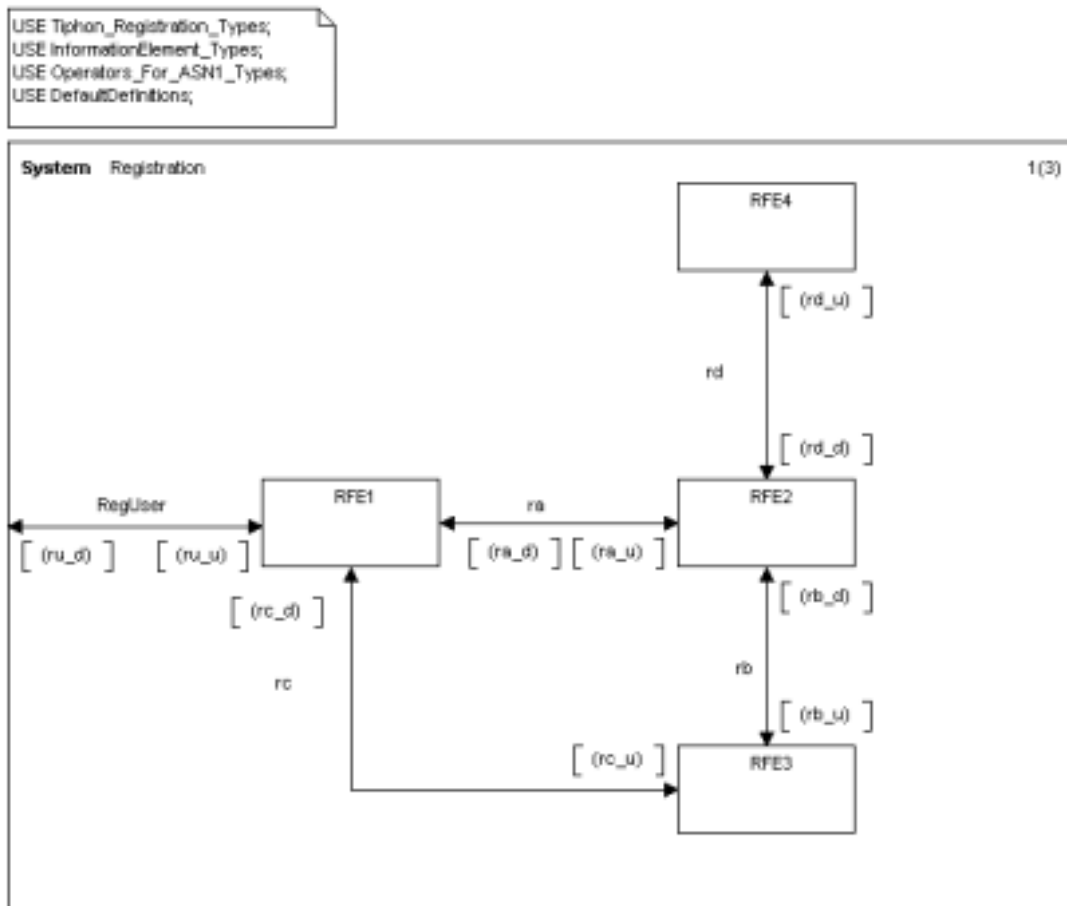 USE Tiphon_Registration_Types;
USE InformationElement_Types;
USE Operators_For_ASN1_Types;
USE DefaultDefinitions;
System Registration 1(3)
RFE4
[ (rd_u) ]
rd
[ (rd_d) ]
RegUser
RFE1
ra
RFE2
[ (ru_d) ] [ (ru_u) ]
[ (ra_d) ] [ (ra_u) ]
[ (rc_d) ]
[ (rb_d) ]
rc
rb
[ (rb_u) ]
[ (rc_u) ]
RFE3